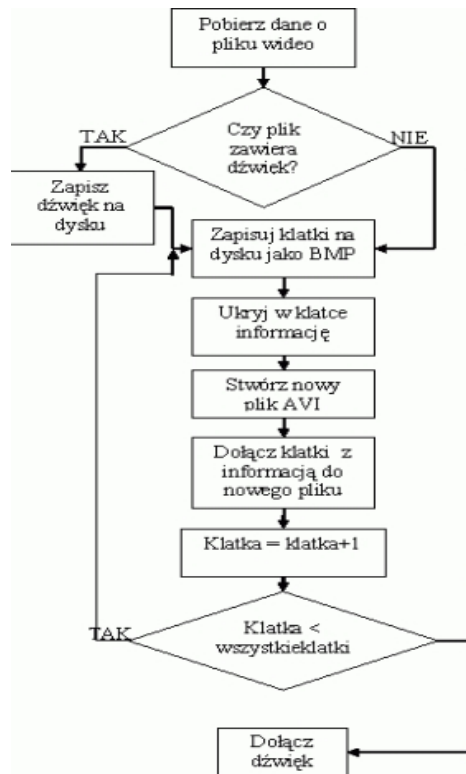 Pobierz dane o
pliku wideo
TAK
Czy plik
zawiera
dźwięk?
NIE
Zapisz
dźwięk na
dysku
Zapisuj klatki na
dysku jako BMP
Ukryj w klatce
informację
Stwórz nowy
plik AVI
Dołącz klatki z
informacją do
nowego pliku
Klatka = klatka+1
TAK
Klatka <
wszystkieklatki
Dołącz
dźwięk